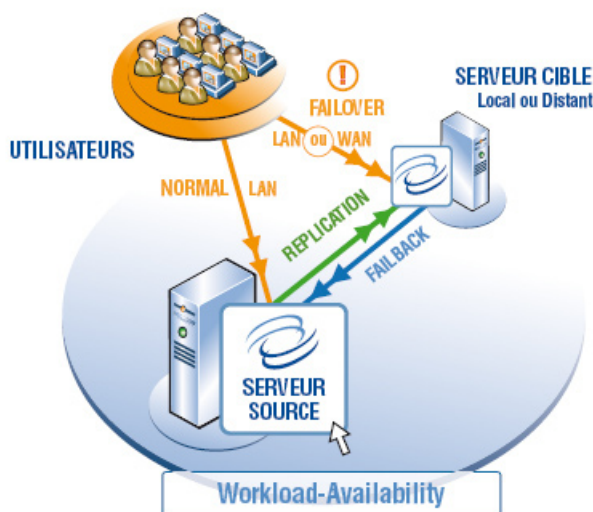 FAILOVER
SERVEUR CIBLE
Local ou Distant
UTILISATEURS
LAN ou WAN
NORMAL LAN
REPLICATION
FAILBACK
SERVEUR
SOURCE
Workload-Availability